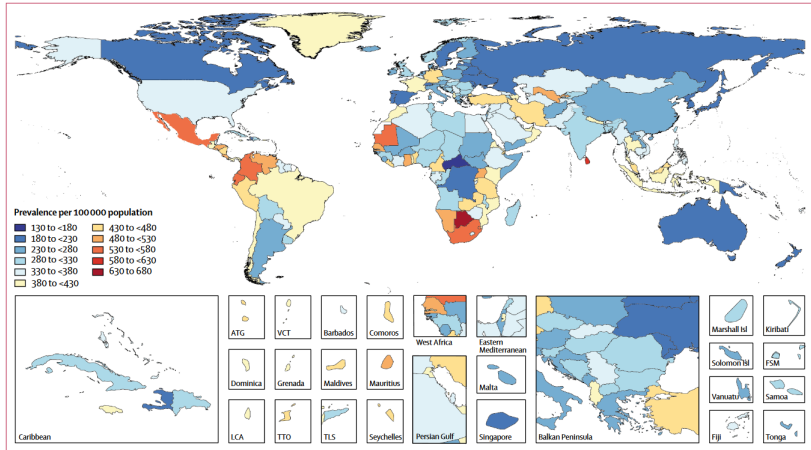 Prevalence per 100 000 population
130 to <180
180 to <230
230 to <280
280 to <330
330 to <380
380 to <430
430 to <480
480 to <530
530 to <580
580 to <630
630 to 680
Caribbean
ATG
VCT
Barbados
Comoros
Dominica
Grenada
Maldives
Mauritius
LCA
TTO
TLS
Seychelles
West Africa
Eastern
Mediterranean
Persian Gulf
Malta
Singapore
Balkan Peninsula
Marshall Isl
Kiribati
Solomon Isl
FSM
Vanuatu
Samoa
Fiji
Tonga